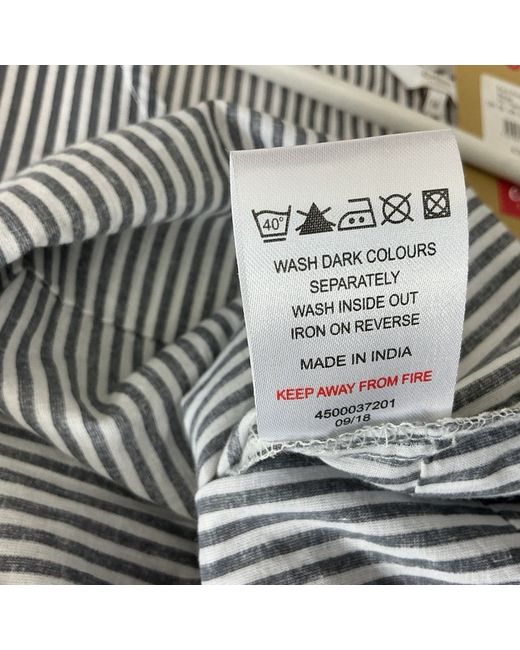 40°
WASH DARK COLOURS
SEPARATELY
WASH INSIDE OUT
IRON ON REVERSE
MADE IN INDIA
KEEP AWAY FROM FIRE
4500037201
09/18